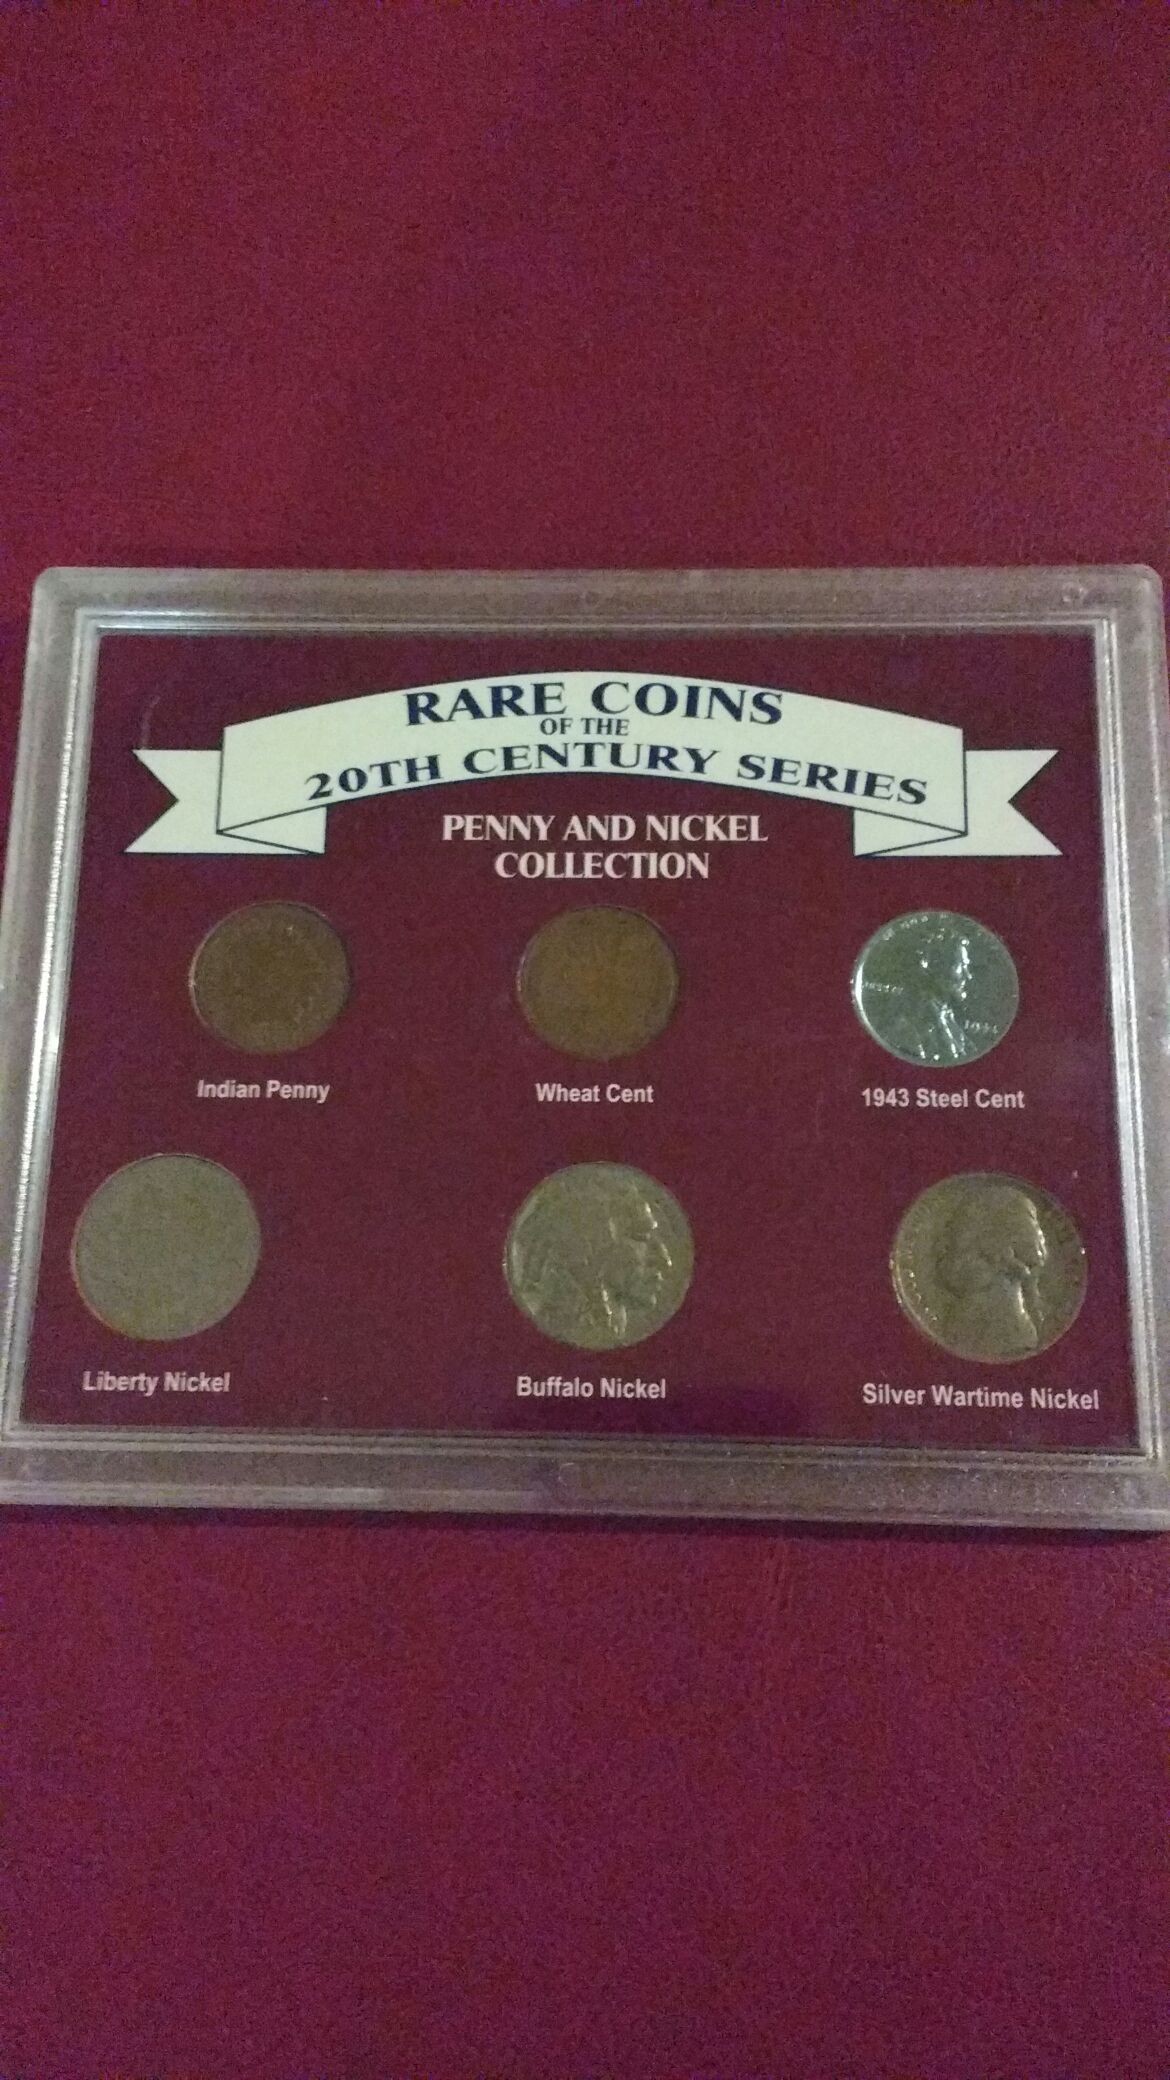 RARE COINS
OF THE
20TH CENTURY SERIES
PENNY AND NICKEL
COLLECTION
Indian Penny
Wheat Cent
1943 Steel Cent
Liberty Nickel
Buffalo Nickel
Silver Wartime Nickel